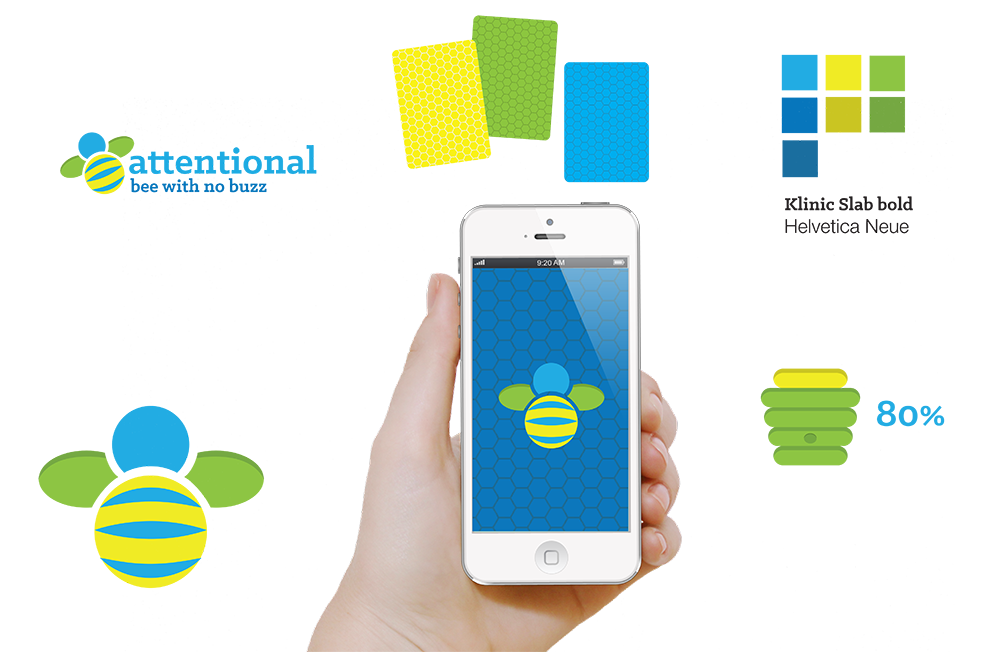 attentional
bee with no buzz
Klinic Slab bold
Helvetica Neue
9:20 AM
80%